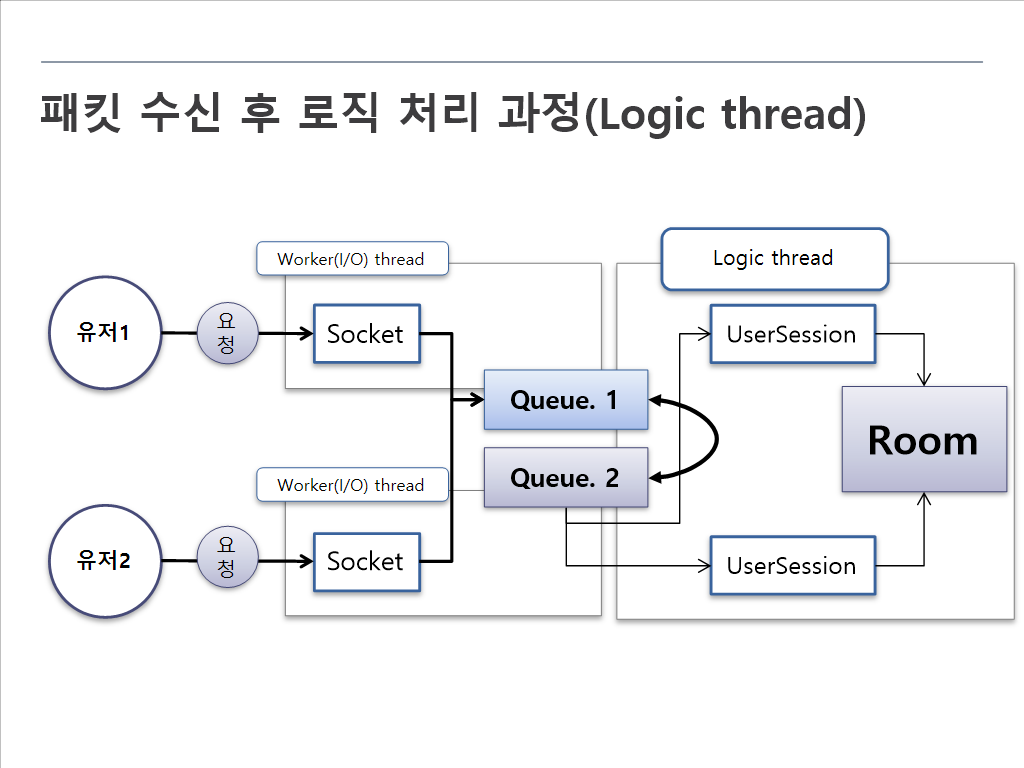 패킷 수신 후 로직 처리 과정(Logic thread)
Worker(I/O) thread
Logic thread
유저1
요
청
Socket
UserSession
Queue. 1
Room
Queue. 2
Worker(I/O) thread
유저2
요
청
Socket
UserSession